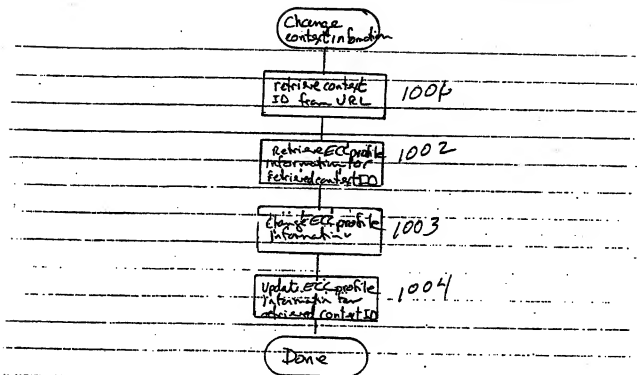 Change
context information
retrieve context
ID from URL
1001
Retrieve ECC profile
information for
retrieved context ID
1002
Change ECC profile
information
1003
Update ECC profile
information for
retrieved context ID
1004
Done